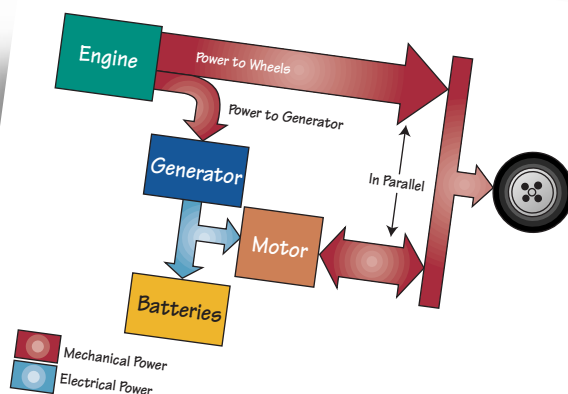 Engine
Power to Wheels
Power to Generator
Generator
In Parallel
Motor
Batteries
Mechanical Power
Electrical Power